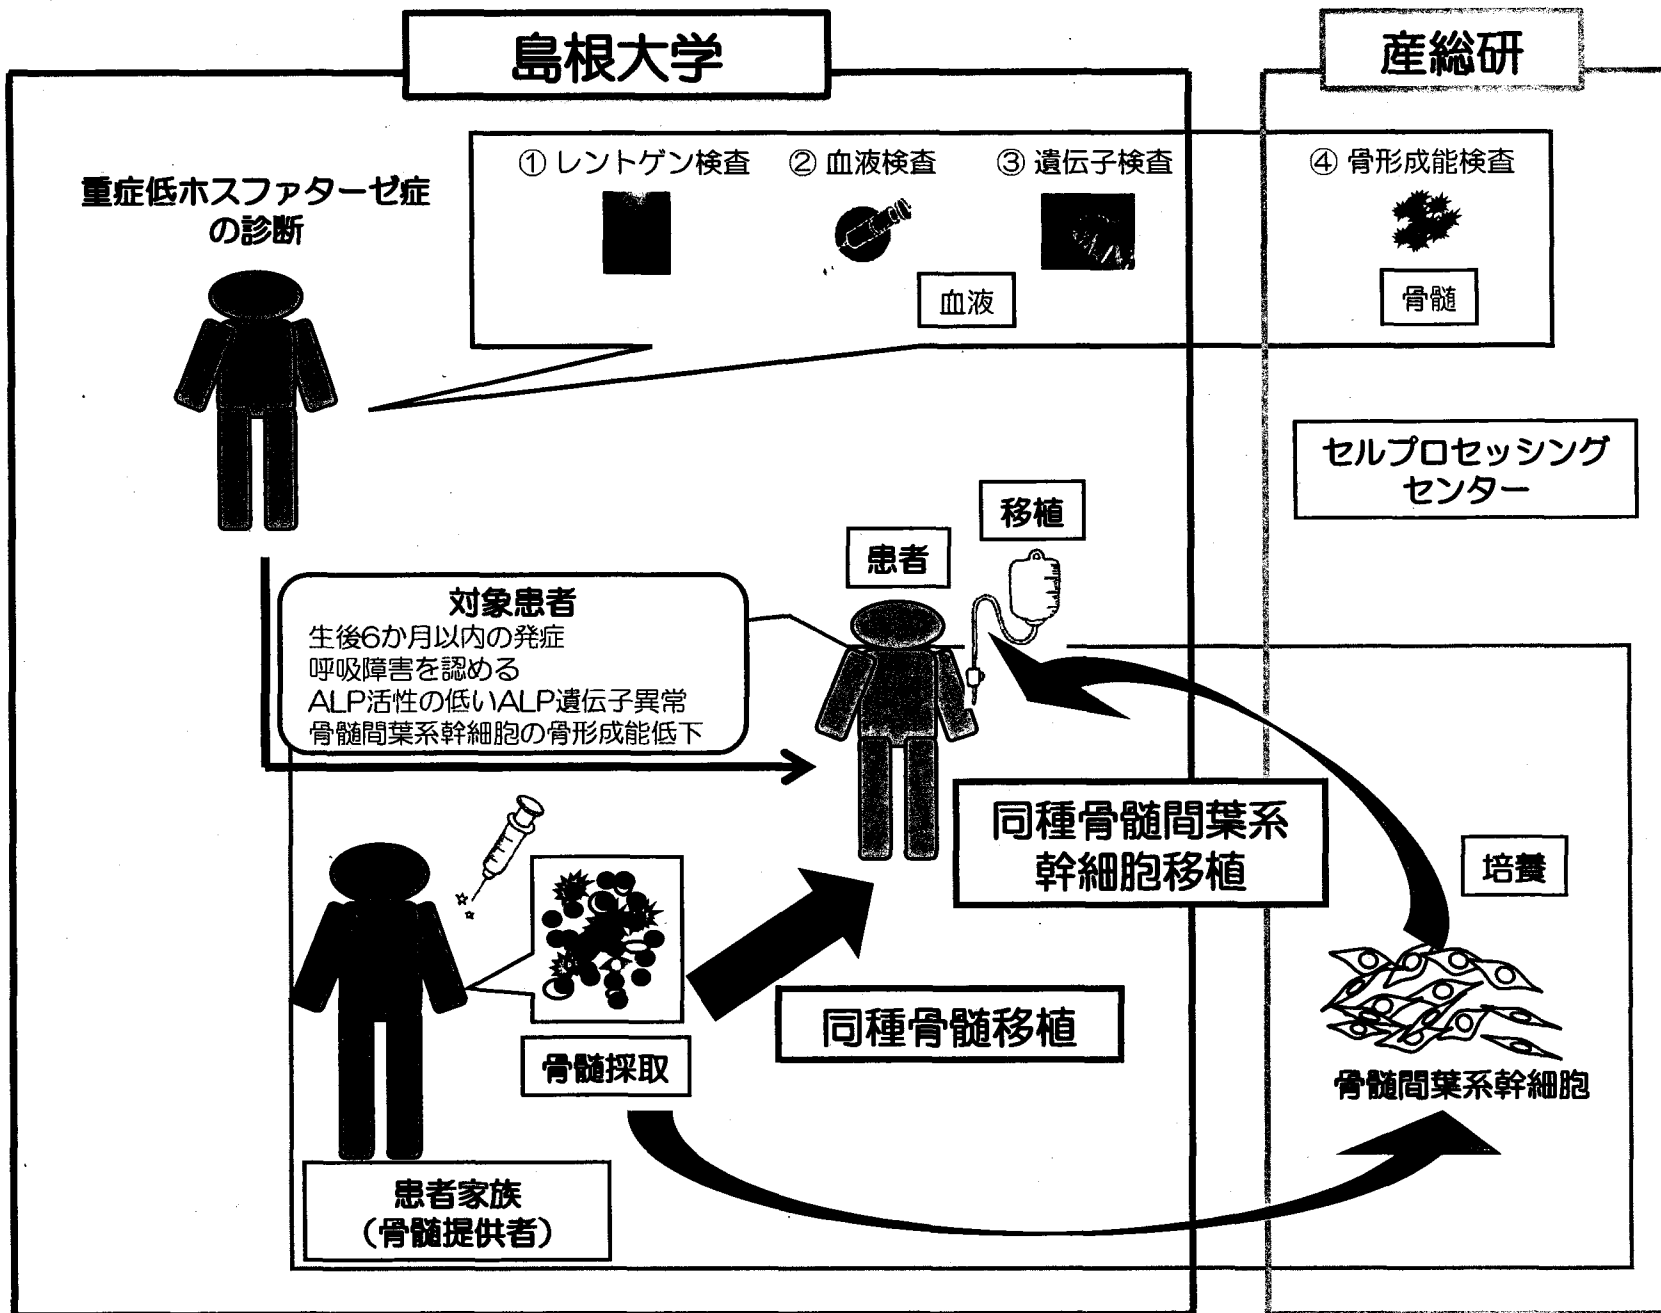 島根大学
産総研
① レントゲン検査
② 血液検査
③ 遺伝子検査
④ 骨形成能検査
血液
骨髄
重症低ホスファターゼ症
の診断
セルプロセッシング
センター
移植
患者
対象患者
生後6か月以内の発症
呼吸障害を認める
ALP活性の低いALP遺伝子異常
骨髄間葉系幹細胞の骨形成能低下
同種骨髄間葉系
幹細胞移植
培養
同種骨髄移植
骨髄採取
骨髄間葉系幹細胞
患者家族
（骨髄提供者）